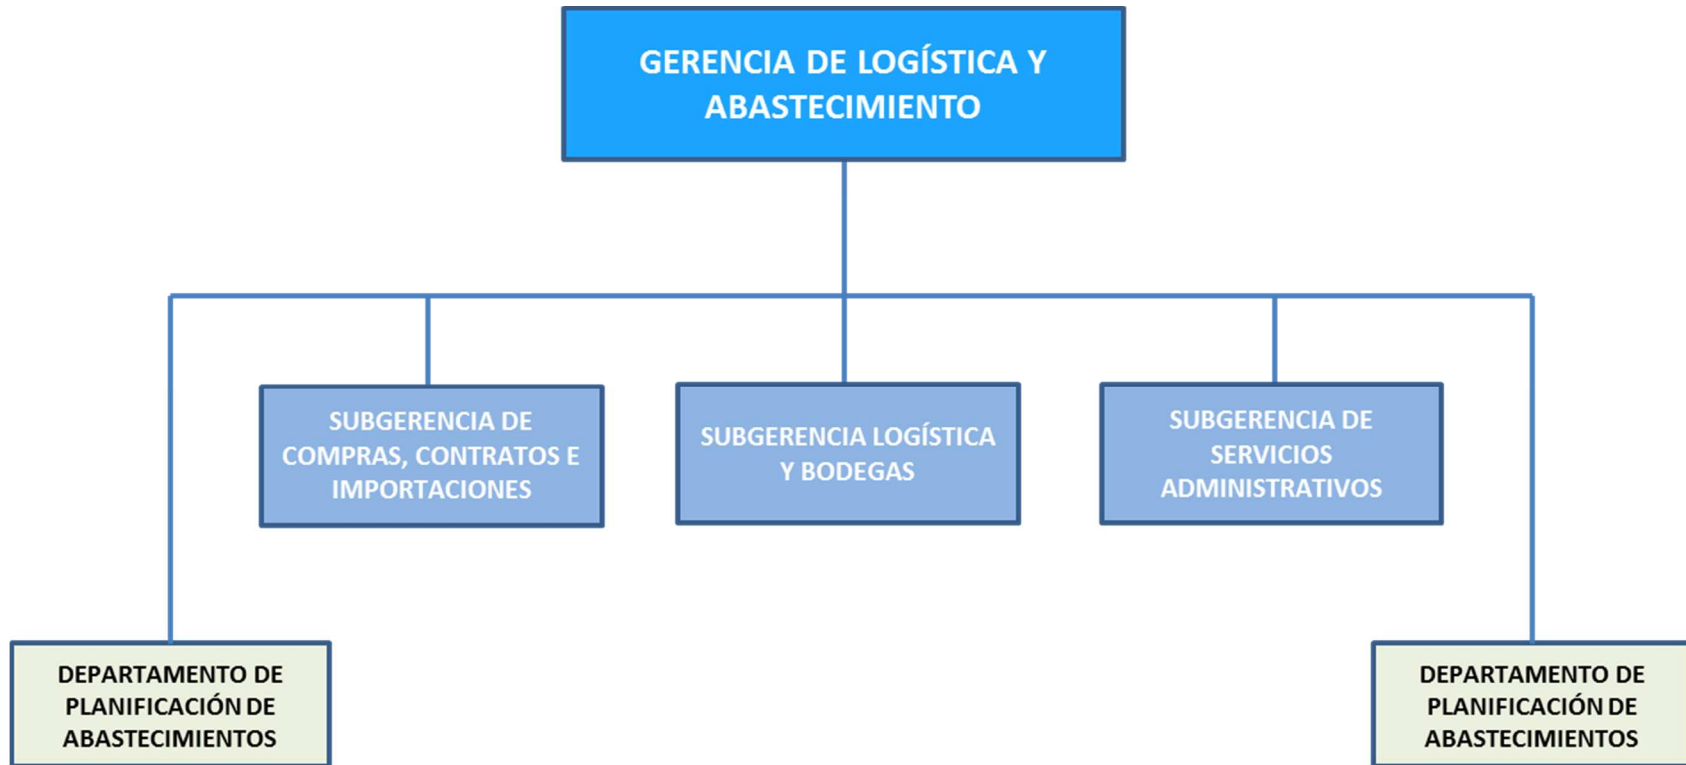 GERENCIA DE LOGÍSTICA Y
ABASTECIMIENTO
SUBGERENCIA DE
COMPRAS, CONTRATOS E
IMPORTACIONES
SUBGERENCIA LOGÍSTICA
Y BODEGAS
SUBGERENCIA DE
SERVICIOS
ADMINISTRATIVOS
DEPARTAMENTO DE
PLANIFICACIÓN DE
ABASTECIMIENTOS
DEPARTAMENTO DE
PLANIFICACIÓN DE
ABASTECIMIENTOS